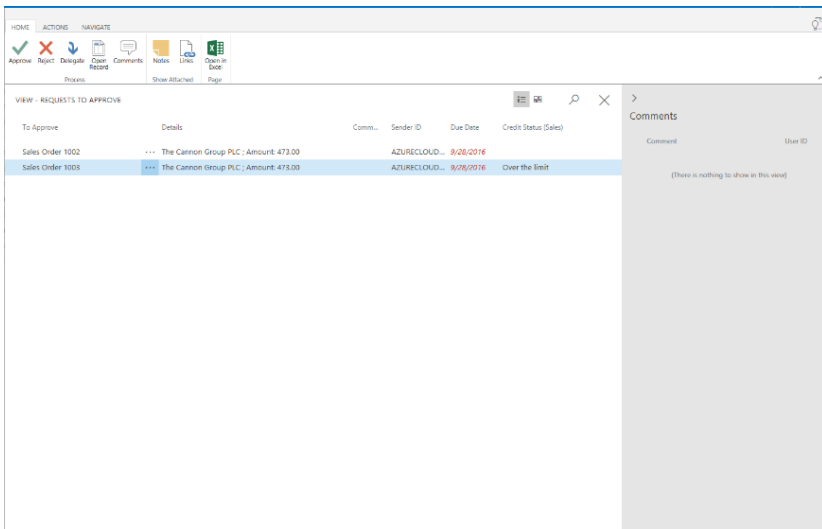 HOME ACTIONS NAVIGATE
Approve Reject Delegate Open Record Comments Notes Links Open in Excel
Process Show Attached Page
VIEW - REQUESTS TO APPROVE
To Approve Details Comm... Sender ID Due Date Credit Status (Sales)
Sales Order 1002 ... The Cannon Group PLC ; Amount: 473.00 AZURECLOUD... 9/28/2016
Sales Order 1003 ... The Cannon Group PLC ; Amount: 473.00 AZURECLOUD... 9/28/2016 Over the limit
Comments
Comment User ID
(There is nothing to show in this view)